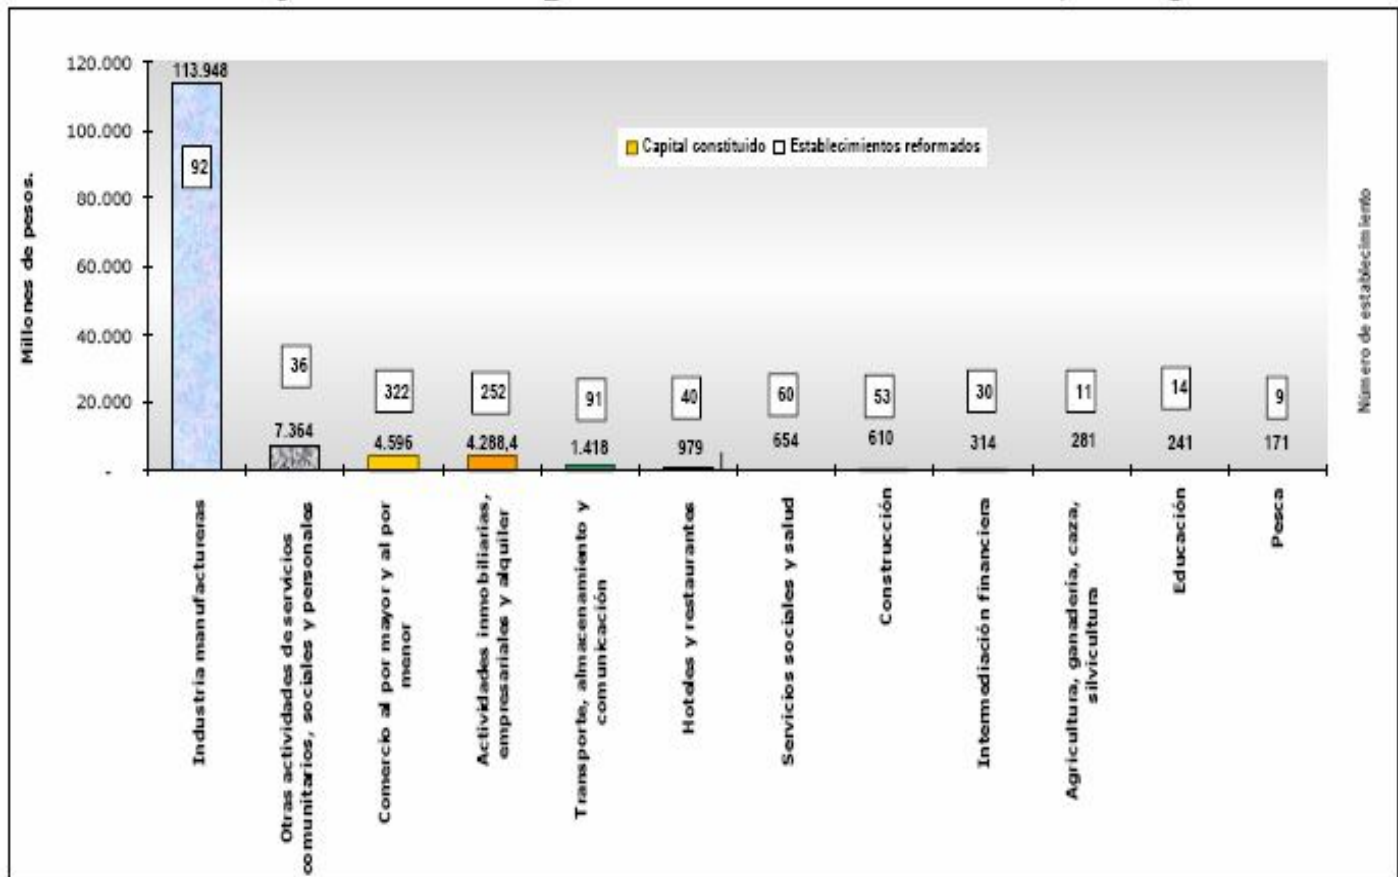 Millones de pesos.
120.000
100.000
80.000
60.000
40.000
20.000
-
Capital constituido
Establecimientos reformados
113.948
92
36
7.364
322
4.596
252
4.288,4
91
1.418
40
979
60
654
53
610
30
314
11
281
14
241
9
171
Número de establecimiento
Industria manufactureras
Otras actividades de servicios
comunitarios, sociales y personales
Comercio al por mayor y al por
menor
Actividades inmobiliarias,
empresariales y alquiler
Transporte, almacenamiento y
comunicación
Hoteles y restaurantes
Servicios sociales y salud
Construcción
Intermediación financiera
Agricultura, ganadería, caza,
silvicultura
Educación
Pesca